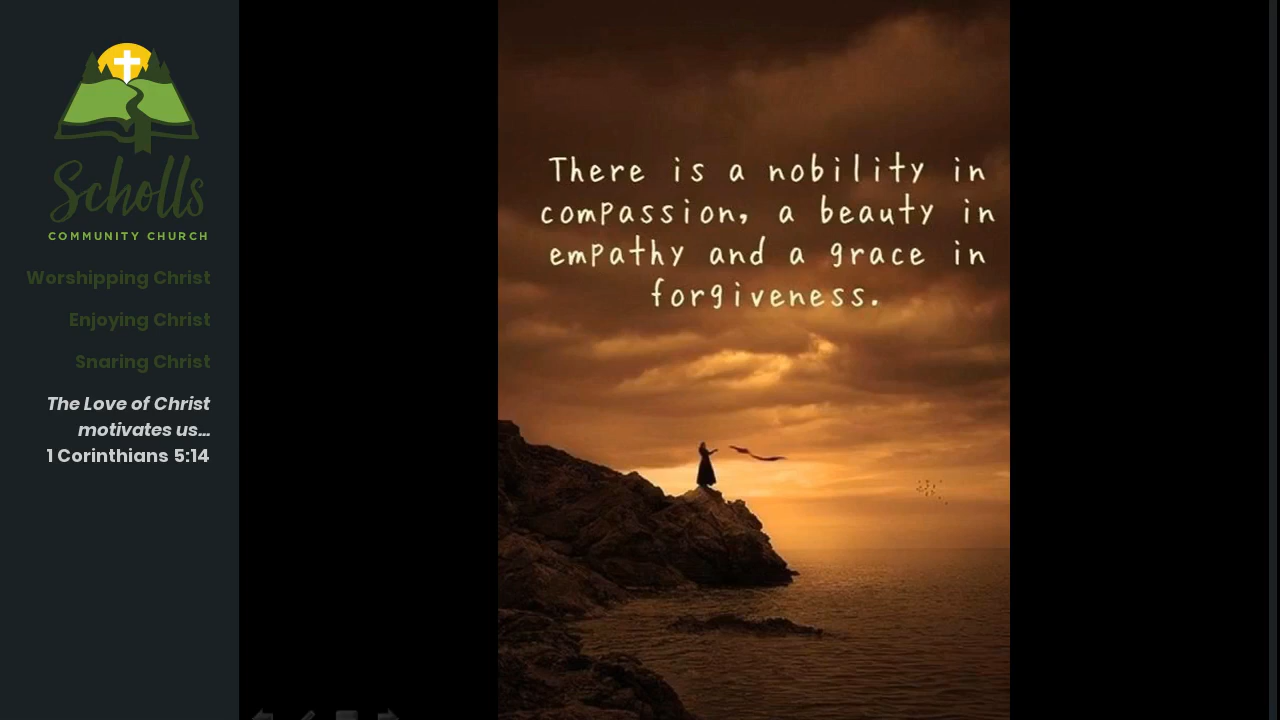 Scholls
COMMUNITY CHURCH
Worshipping Christ
Enjoying Christ
Snaring Christ
The Love of Christ
motivates us...
1 Corinthians 5:14
There is a nobility in
compassion, a beauty in
empathy and a grace in
forgiveness.